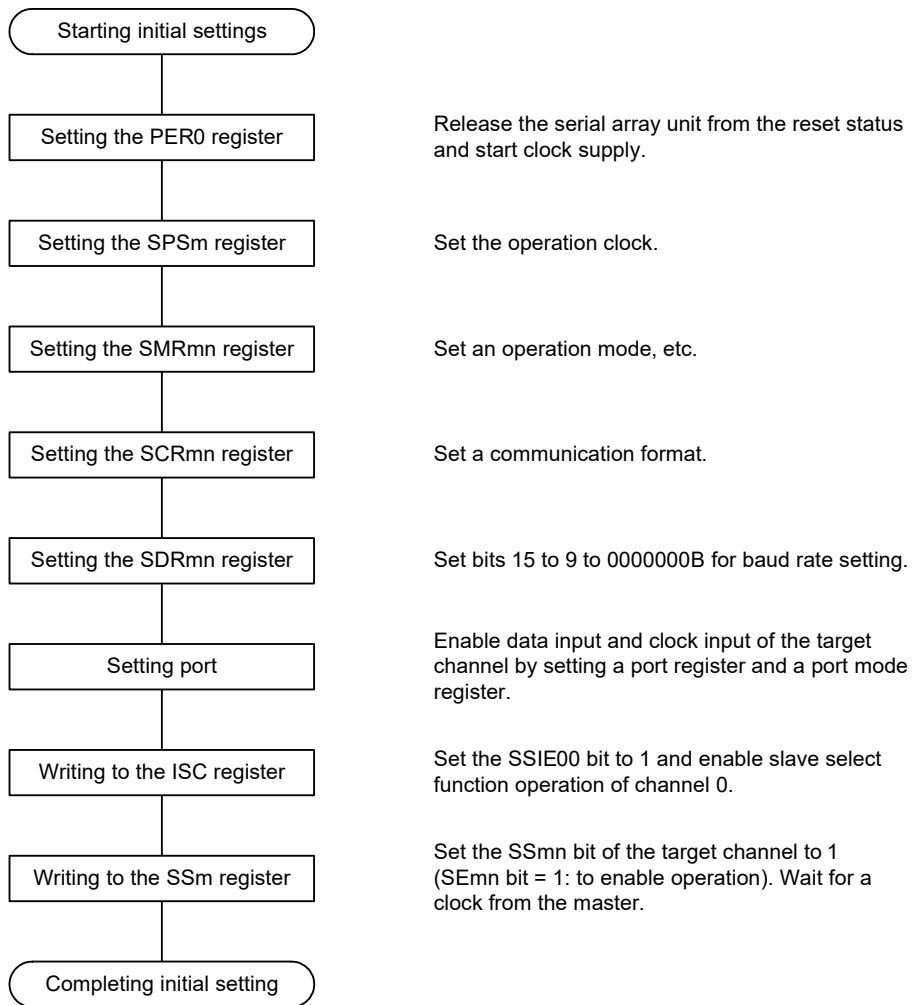 Starting initial settings
Setting the PER0 register
Release the serial array unit from the reset status
and start clock supply.
Setting the SPSm register
Set the operation clock.
Setting the SMRmn register
Set an operation mode, etc.
Setting the SCRmn register
Set a communication format.
Setting the SDRmn register
Set bits 15 to 9 to 0000000B for baud rate setting.
Setting port
Enable data input and clock input of the target
channel by setting a port register and a port mode
register.
Writing to the ISC register
Set the SSIE00 bit to 1 and enable slave select
function operation of channel 0.
Writing to the SSm register
Set the SSmn bit of the target channel to 1
(SEmn bit = 1: to enable operation). Wait for a
clock from the master.
Completing initial setting